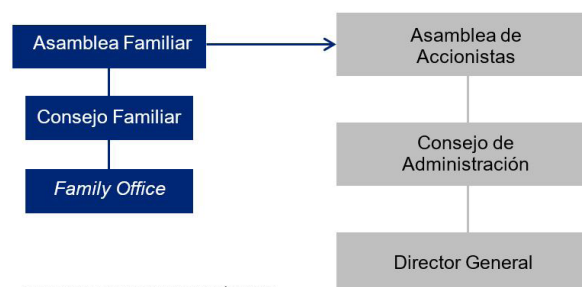 Asamblea Familiar
Consejo Familiar
Family Office
Asamblea de
Accionistas
Consejo de
Administración
Director General